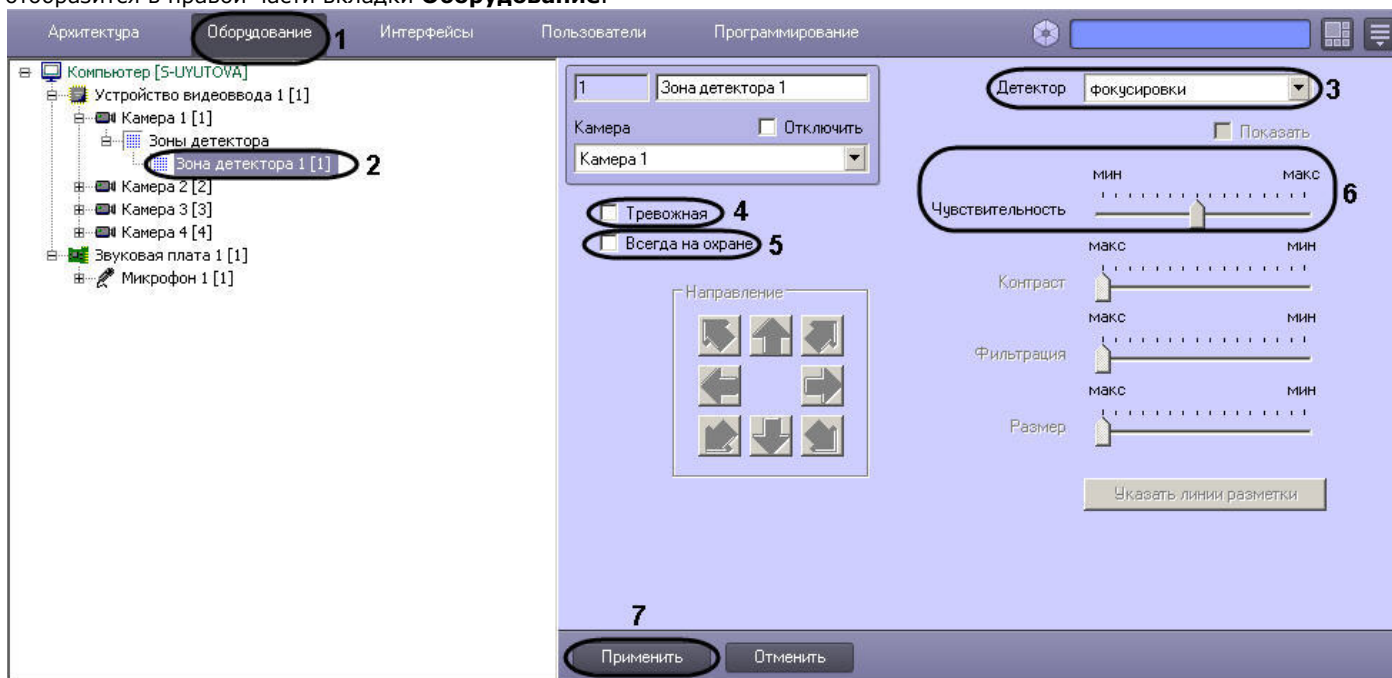 отобразится в правой части вкладки Оборудование.
Архитектура Оборудование 1 Интерфейсы Пользователи Программирование
Компьютер [S-UYUTOVA]
Устройство видеоввода 1 [1]
Камера 1 [1]
Зоны детектора
Зона детектора 1 [1] 2
Камера 2 [2]
Камера 3 [3]
Камера 4 [4]
Звуковая плата 1 [1]
Микрофон 1 [1]
1 Зона детектора 1
Камера Отключить
Камера 1
Тревожная 4
Всегда на охране 5
Направление
Детектор фокусировки 3
Показать
мин макс
Чувствительность 6
макс мин
Контраст
макс мин
Фильтрация
макс мин
Размер
Указать линии разметки
7
Применить Отменить